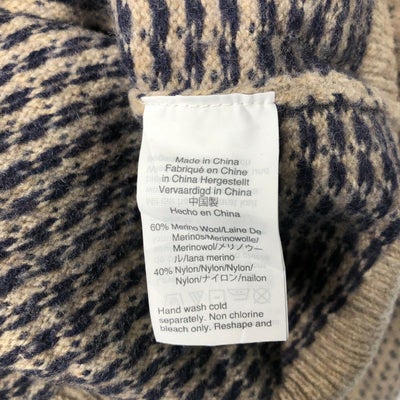 Made in China
Fabriqué en Chine
in China Hergestellt
Vervaardigd in China
中国製
Hecho en China
60% Merino Wool/Laine De
Merinos/Merinowolle/
Merinowol/メリノウー
ル/lana merino
40% Nylon/Nylon/Nylon/
Nylon/ナイロン/nailon
Hand wash cold
separately. Non chlorine
bleach only. Reshape and